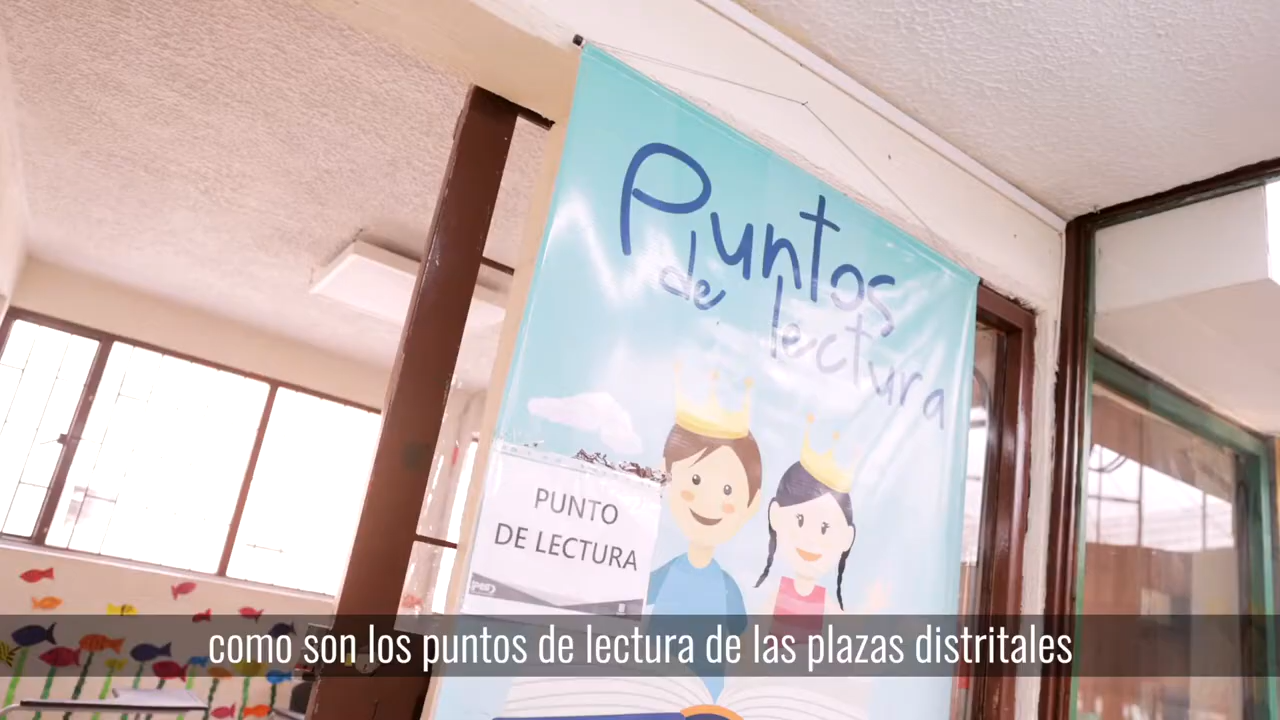 Puntos
de lectura
PUNTO
DE LECTURA
como son los puntos de lectura de las plazas distritales